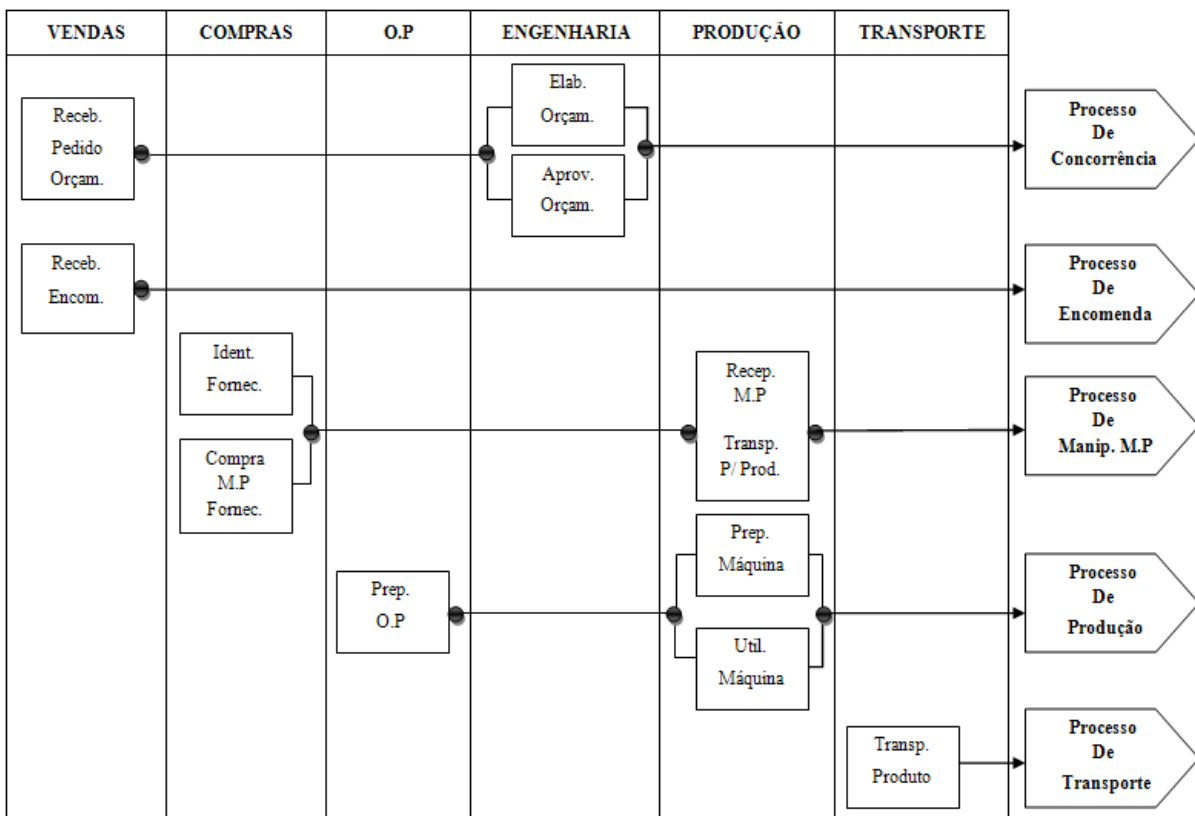 VENDAS COMPRAS O.P ENGENHARIA PRODUÇÃO TRANSPORTE
Receb.
Pedido
Orçam.
Elab.
Orçam.
Aprov.
Orçam.
Processo
De
Concorrência
Receb.
Encom.
Processo
De
Encomenda
Ident.
Fornec.
Compra
M.P
Fornec.
Recep.
M.P
Transp.
P/ Prod.
Processo
De
Manip. M.P
Prep.
O.P
Prep.
Máquina
Util.
Máquina
Processo
De
Produção
Transp.
Produto
Processo
De
Transporte